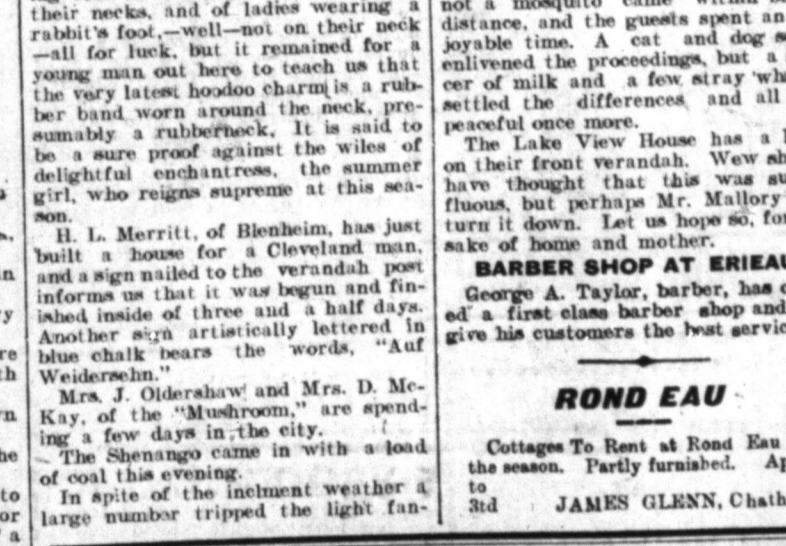 their necks, and of ladies wearing a
rabbit's foot,—well—not on their neck
—all for luck, but it remained for a
young man out here to teach us that
the very latest hoodoo charm is a rub-
ber band worn around the neck, pre-
sumably a rubberneck. It is said to
be a sure proof against the wiles of
delightful enchantress, the summer
girl, who reigns supreme at this sea-
son.
H. L. Merritt, of Blenheim, has just
built a house for a Cleveland man,
and a sign nailed to the verandah post
informs us that it was begun and fin-
ished inside of three and a half days.
Another sign artistically lettered in
blue chalk bears the words, "Auf
Weidersehn."
Mrs. J. Oldershaw and Mrs. D. Mc-
Kay, of the "Mushroom," are spend-
ing a few days in the city.
The Shenango came in with a load
of coal this evening.
In spite of the inclment weather a
large number tripped the light fan-
not a mosquito came
distance, and the guests spent an
joyable time. A cat and dog
enlivened the proceedings, but a
cer of milk and a few stray
settled the differences and all
peaceful once more.
The Lake View House has a
on their front verandah. Wew
have thought that this was su
fluous, but perhaps Mr. Mallory
turn it down. Let us hope so, for
sake of home and mother.
BARBER SHOP AT ERIEAU
George A. Taylor, barber, has
ed a first class barber shop and
give his customers the best servic
ROND EAU
Cottages To Rent at Rond Eau
the season. Partly furnished. Ap
to
3td JAMES GLENN, Chath